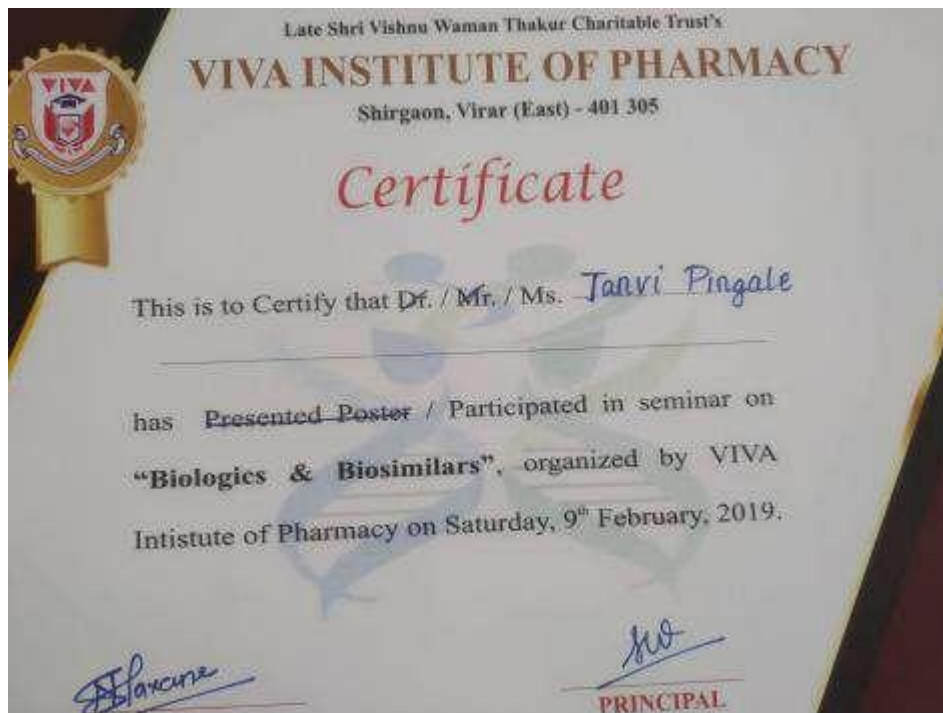 Late Shri Vishnu Waman Thakur Charitable Trust's
VIVA INSTITUTE OF PHARMACY
Shirgaon, Virar (East) - 401 305
VIVA
Certificate
This is to Certify that Dr. / Mr. / Ms. Tanvi Pingale
has Presented Poster / Participated in seminar on
“Biologics & Biosimilars”, organized by VIVA
Intistute of Pharmacy on Saturday, 9th February, 2019.
PRINCIPAL